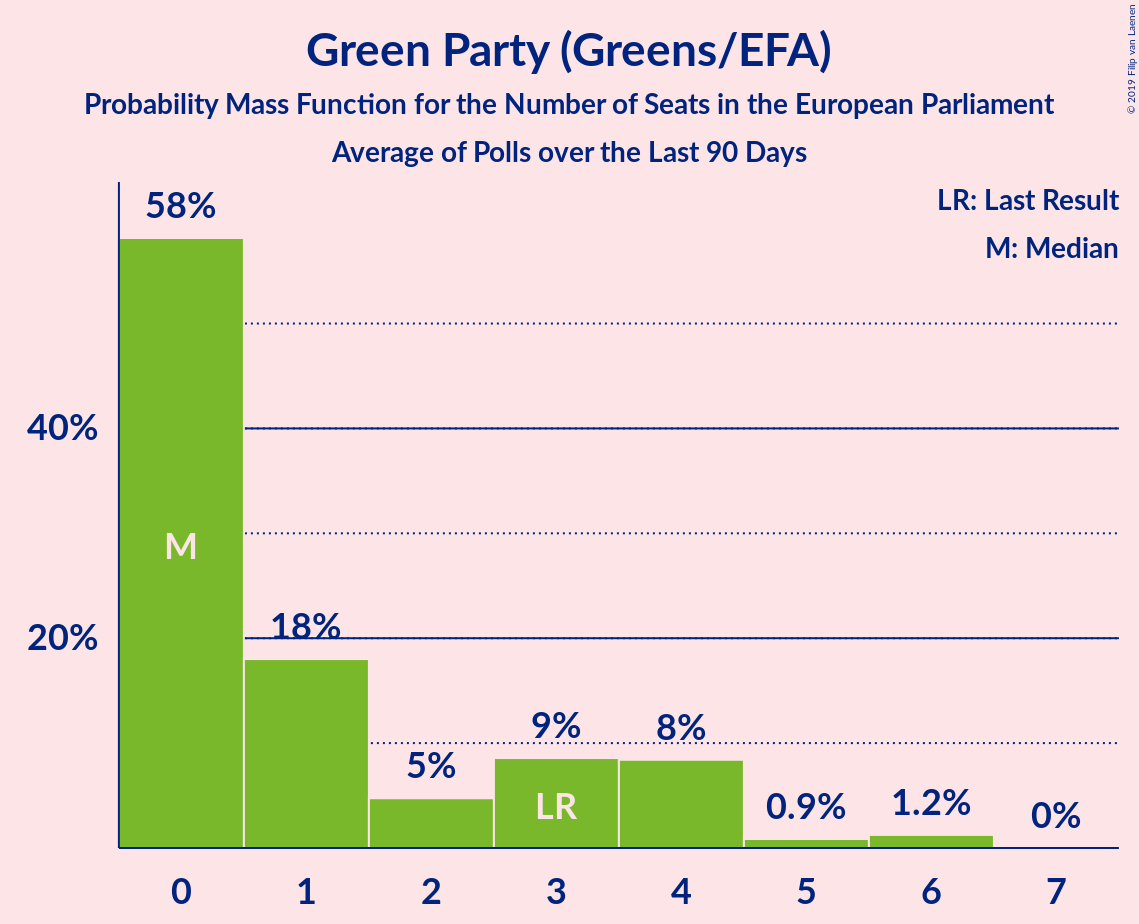 Green Party (Greens/EFA)
Probability Mass Function for the Number of Seats in the European Parliament
Average of Polls over the Last 90 Days
© 2019 Filip van Laenen
LR: Last Result
M: Median
58%
40%
M
20%
18%
5%
9%
LR
8%
0.9%
1.2%
0%
0 1 2 3 4 5 6 7